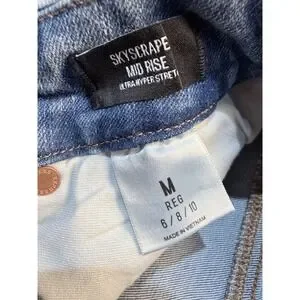 SKYSCRAPE
MID RISE
ULTRA HYPER STRETCH
M
REG
6/8/10
MADE IN VIETNAM